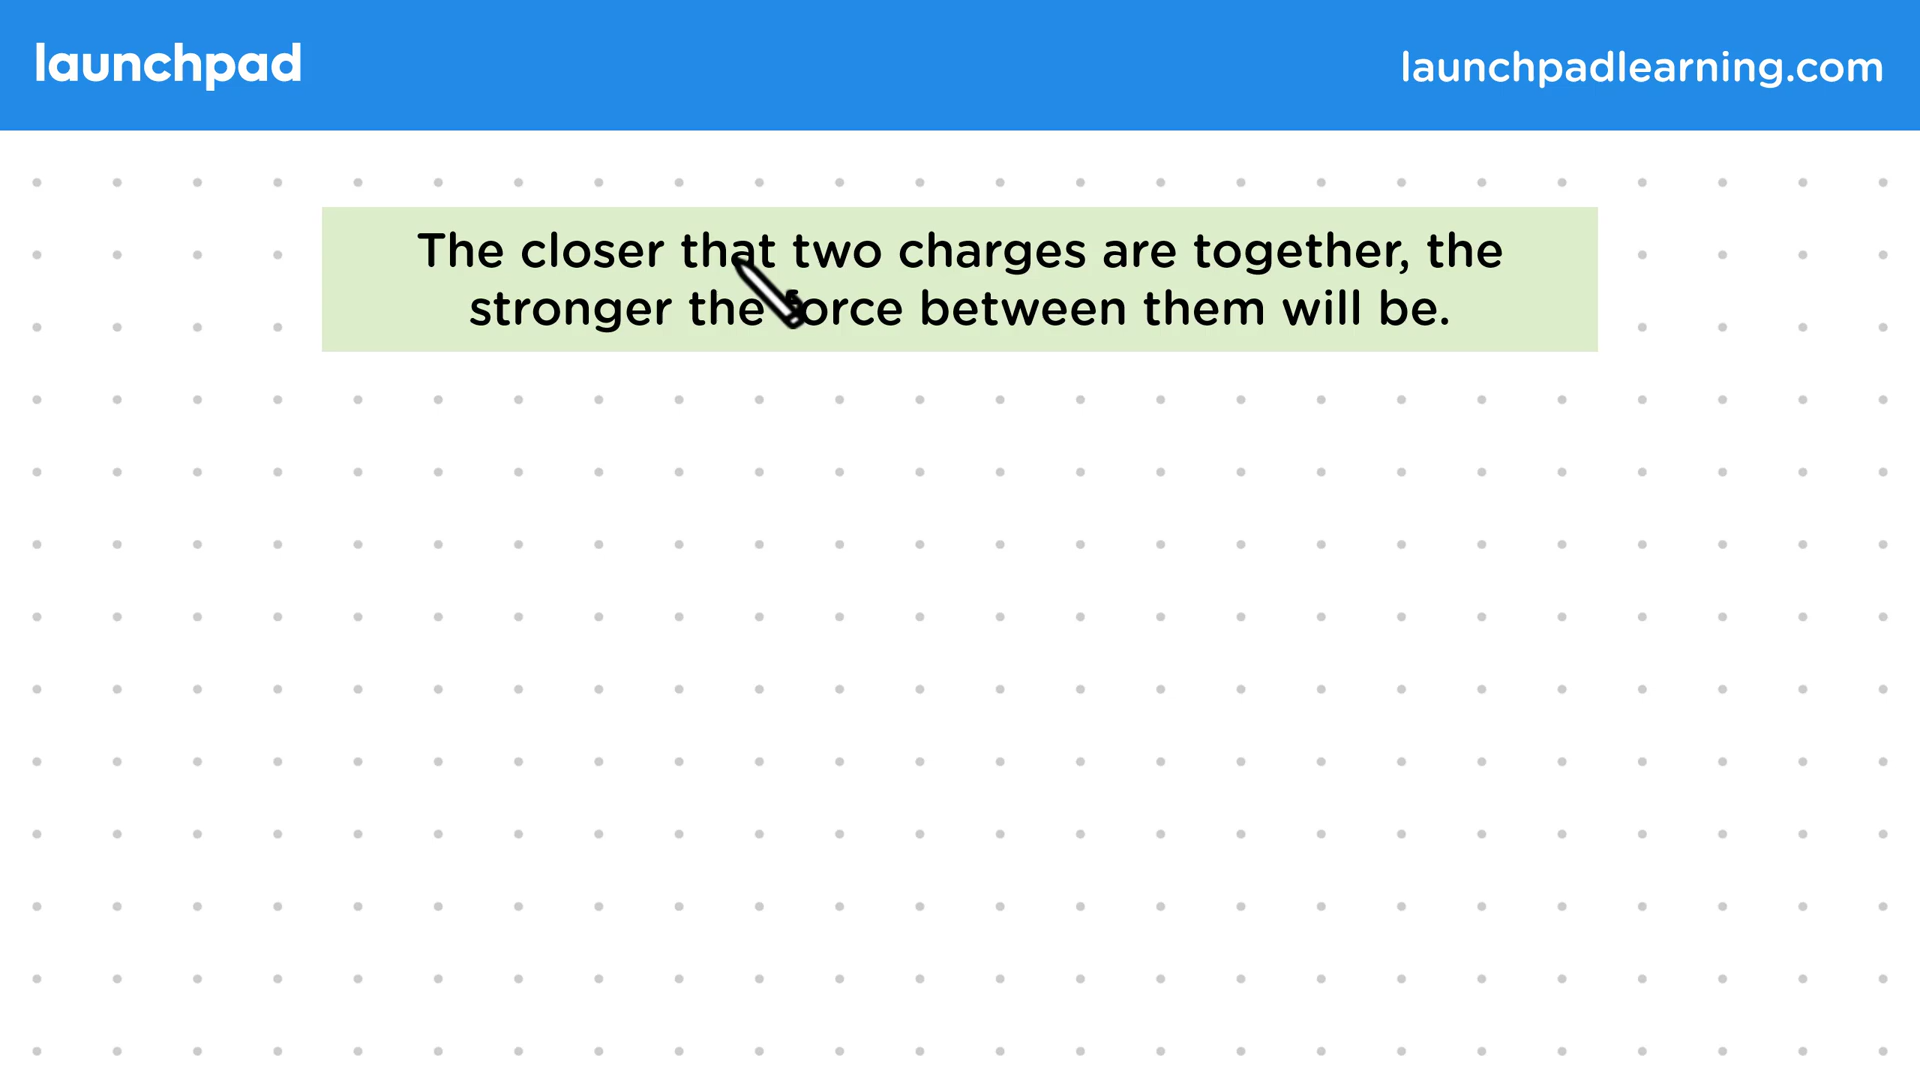 launchpad
launchpadlearning.com
The closer that two charges are together, the
stronger the force between them will be.